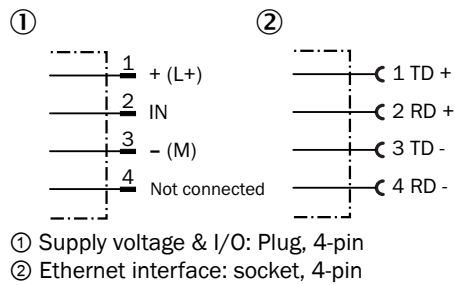 ① ②
1 + (L+)
2 IN
3 – (M)
4 Not connected
1 TD +
2 RD +
3 TD -
4 RD -
① Supply voltage & I/O: Plug, 4-pin
② Ethernet interface: socket, 4-pin